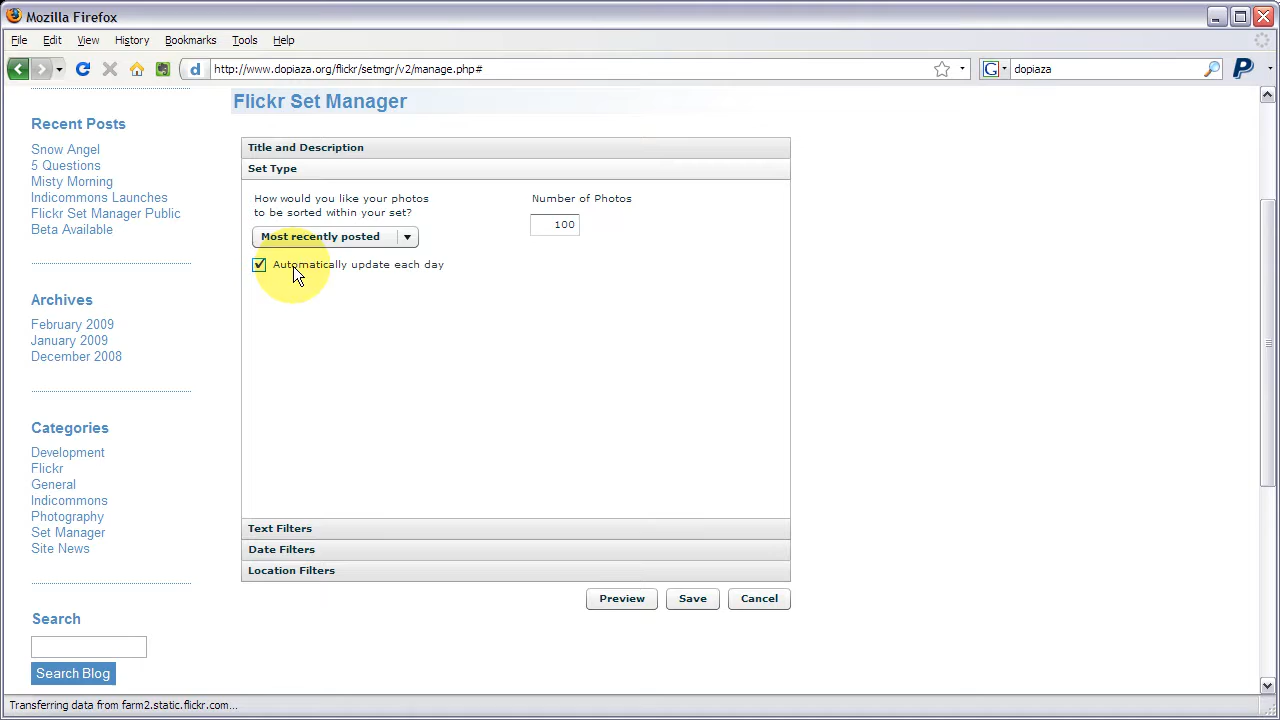 Mozilla Firefox
File Edit View History Bookmarks Tools Help
d http://www.dopiaza.org/flickr/setmgr/v2/manage.php# G dopiaza P
Flickr Set Manager
Recent Posts
Snow Angel
5 Questions
Misty Morning
Indicommons Launches
Flickr Set Manager Public
Beta Available
Archives
February 2009
January 2009
December 2008
Categories
Development
Flickr
General
Indicommons
Photography
Set Manager
Site News
Search
Search Blog
Title and Description
Set Type
How would you like your photos
to be sorted within your set?
Most recently posted
Automatically update each day
Number of Photos
100
Text Filters
Date Filters
Location Filters
Preview Save Cancel
Transferring data from farm2.static.flickr.com...